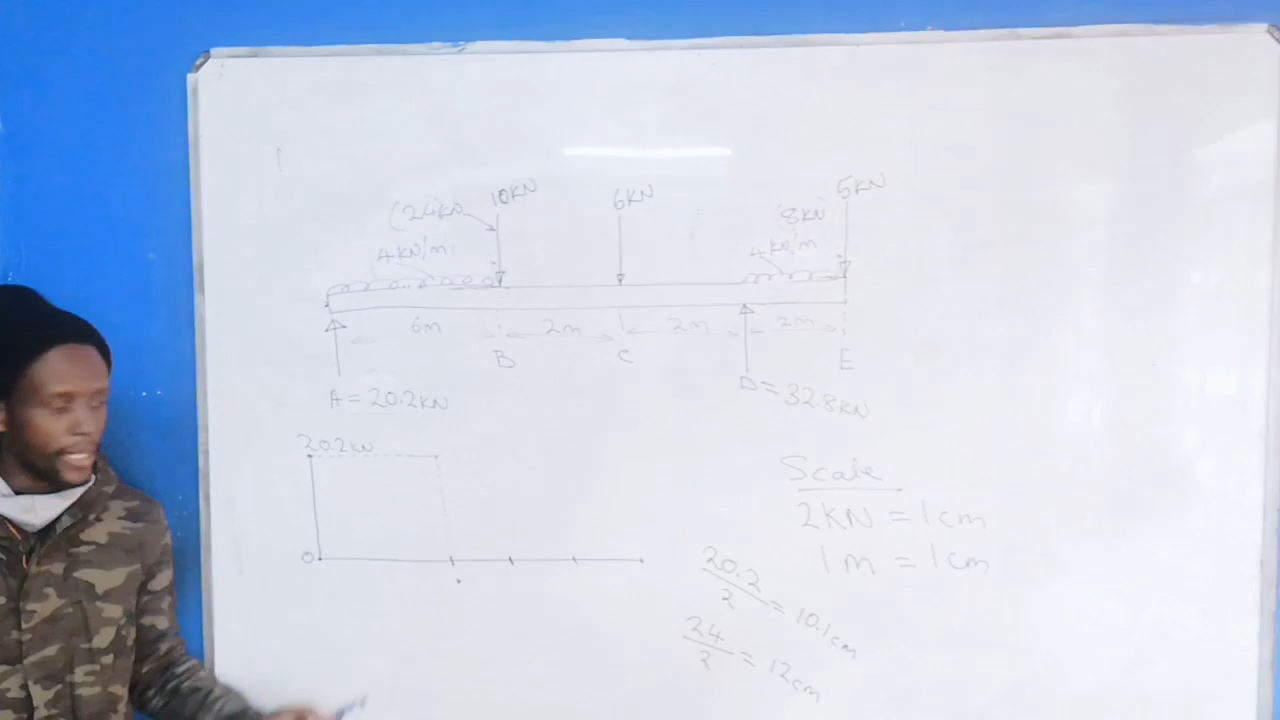 10KN 6KN 5KN
(24KN 8KN
4KN/m 4KN/m
6m 2m 2m 2m
B C E
A = 20.2KN D = 32.8KN
20.2KN
O
Scale
2KN = 1cm
1m = 1cm
20.2/2 = 10.1cm
24/2 = 12cm